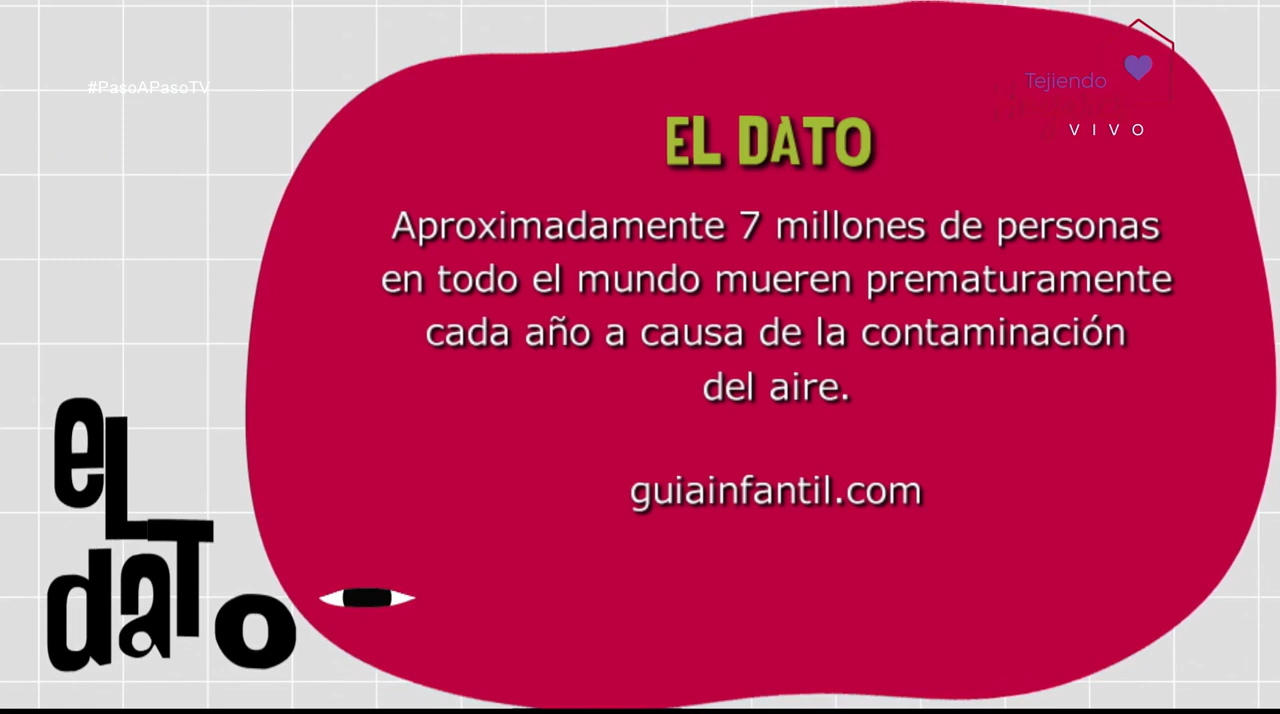 #PasoAPasoTV
Tejiendo
VIVO
EL DATO
Aproximadamente 7 millones de personas
en todo el mundo mueren prematuramente
cada año a causa de la contaminación
del aire.
guiainfantil.com
eL
daTo